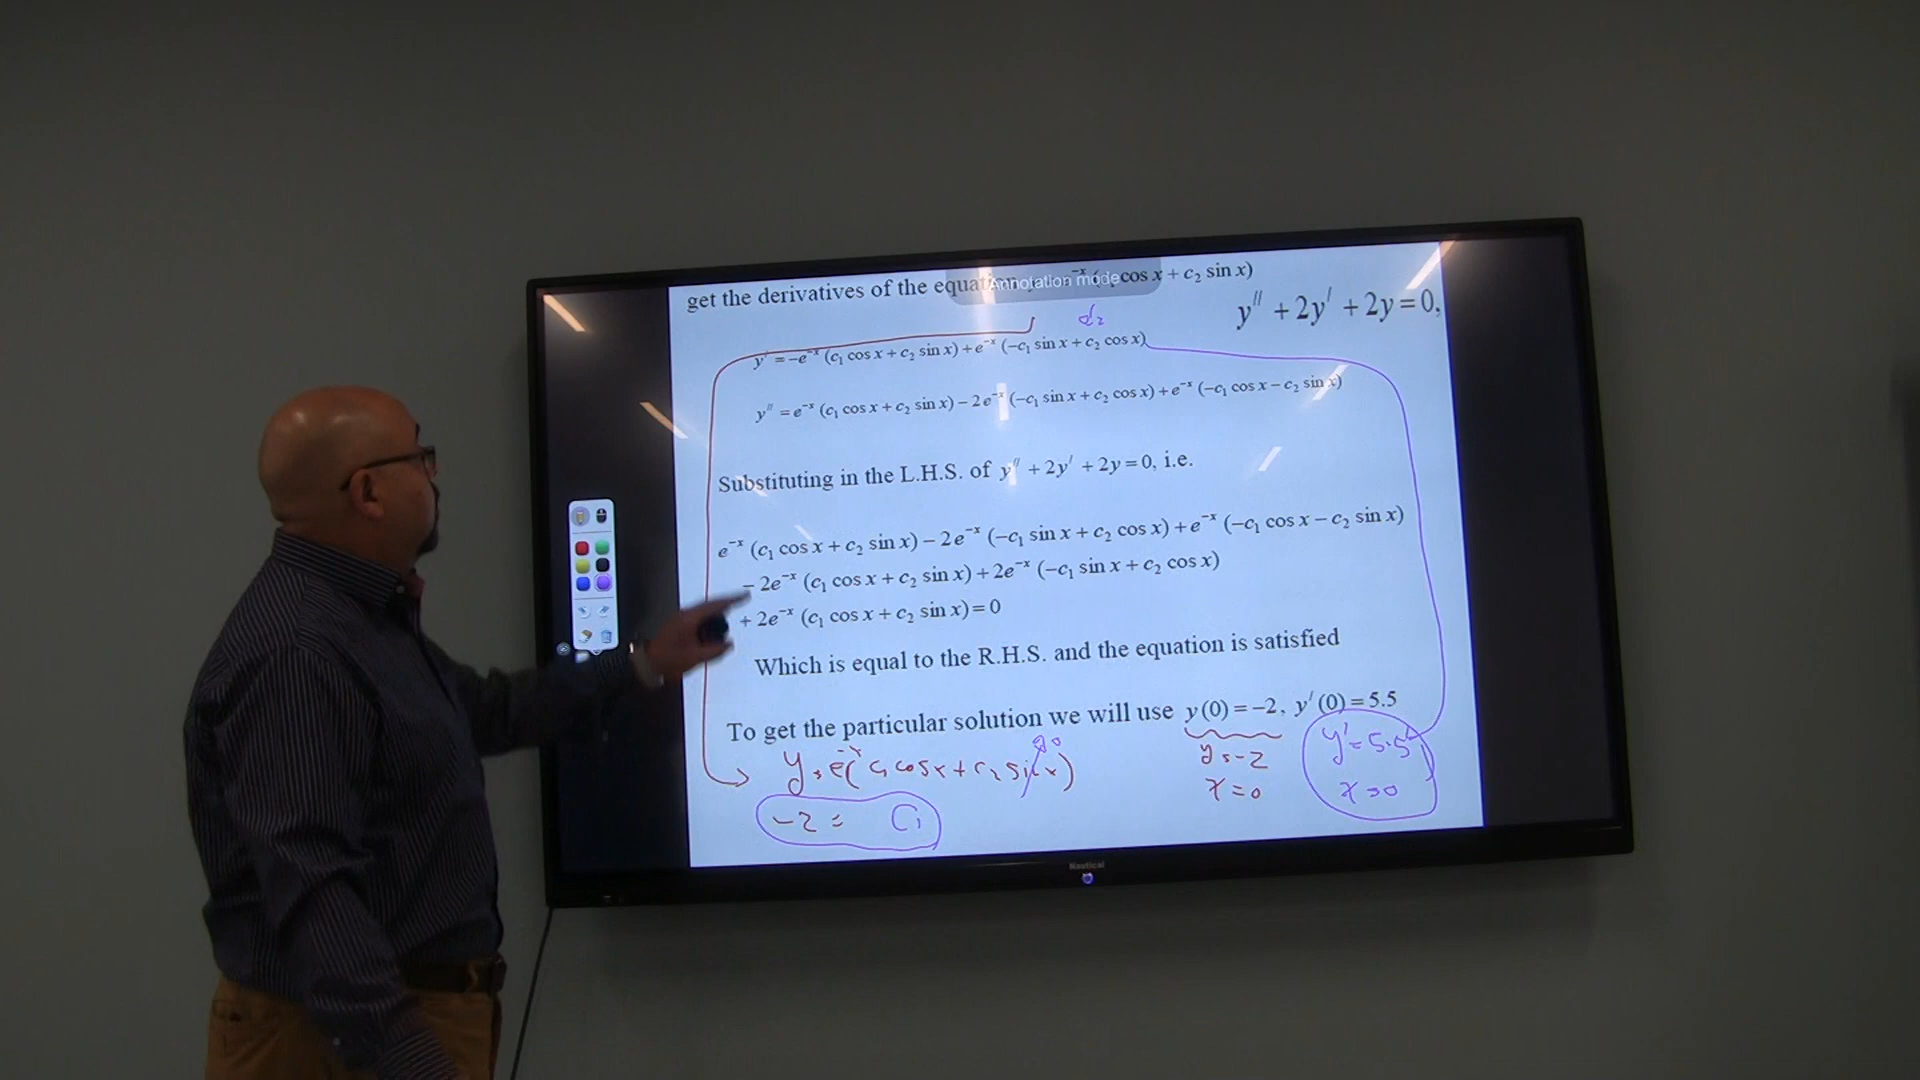 get the derivatives of the equation cos x + c₂ sin x)
Annotation mode
y'' + 2y' + 2y = 0,
y' = −e⁻ˣ (c₁ cos x + c₂ sin x) + e⁻ˣ (−c₁ sin x + c₂ cos x)
y'' = e⁻ˣ (c₁ cos x + c₂ sin x) − 2e⁻ˣ (−c₁ sin x + c₂ cos x) + e⁻ˣ (−c₁ cos x − c₂ sin x)
Substituting in the L.H.S. of y'' + 2y' + 2y = 0, i.e.
e⁻ˣ (c₁ cos x + c₂ sin x) − 2e⁻ˣ (−c₁ sin x + c₂ cos x) + e⁻ˣ (−c₁ cos x − c₂ sin x)
− 2e⁻ˣ (c₁ cos x + c₂ sin x) + 2e⁻ˣ (−c₁ sin x + c₂ cos x)
+ 2e⁻ˣ (c₁ cos x + c₂ sin x) = 0
Which is equal to the R.H.S. and the equation is satisfied
To get the particular solution we will use y(0) = −2, y'(0) = 5.5
y = e⁻ˣ( c₁ cosx + c₂ sin x)
y = -2
x = 0
y' = 5.5
x = 0
-2 = C₁
Nautical